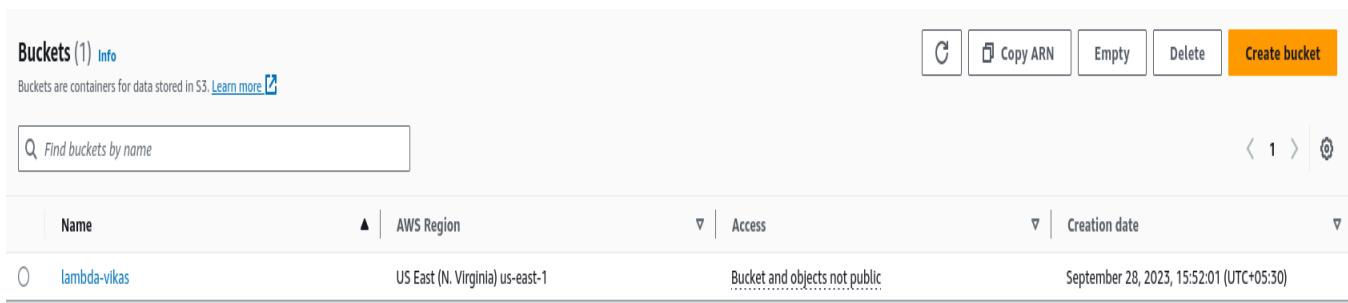 Buckets (1) Info
Copy ARN Empty Delete Create bucket
Buckets are containers for data stored in S3. Learn more
Find buckets by name
1
Name AWS Region Access Creation date
lambda-vikas US East (N. Virginia) us-east-1 Bucket and objects not public September 28, 2023, 15:52:01 (UTC+05:30)